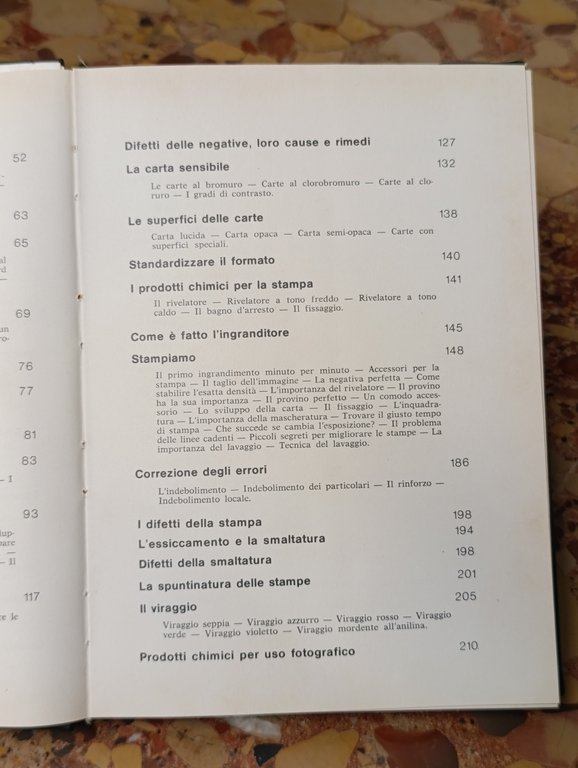 52
63
65
al
rd
—
69
un
ro-
76
77
81
83
— I
93
iup-
pare
—
— Il
117
te le
Difetti delle negative, loro cause e rimedi 127
La carta sensibile 132
Le carte al bromuro — Carte al clorobromuro — Carte al clo-
ruro — I gradi di contrasto.
Le superfici delle carte 138
Carta lucida — Carta opaca — Carta semi-opaca — Carte con
superfici speciali.
Standardizzare il formato 140
I prodotti chimici per la stampa 141
Il rivelatore — Rivelatore a tono freddo — Rivelatore a tono
caldo — Il bagno d'arresto — Il fissaggio.
Come è fatto l'ingranditore 145
Stampiamo 148
Il primo ingrandimento minuto per minuto — Accessori per la
stampa — Il taglio dell'immagine — La negativa perfetta — Come
stabilire l'esatta densità — L'importanza del rivelatore — Il provino
ha la sua importanza — Il provino perfetto — Un comodo acces-
sorio — Lo sviluppo della carta — Il fissaggio — L'inquadra-
tura — L'importanza della mascheratura — Trovare il giusto tempo
di stampa — Che succede se cambia l'esposizione? — Il problema
delle linee cadenti — Piccoli segreti per migliorare le stampe — La
importanza del lavaggio — Tecnica del lavaggio.
Correzione degli errori 186
L'indebolimento — Indebolimento dei particolari — Il rinforzo —
Indebolimento locale.
I difetti della stampa 198
L'essiccamento e la smaltatura 194
Difetti della smaltatura 198
La spuntinatura delle stampe 201
Il viraggio 205
Viraggio seppia — Viraggio azzurro — Viraggio rosso — Viraggio
verde — Viraggio violetto — Viraggio mordente all'anilina.
Prodotti chimici per uso fotografico 210